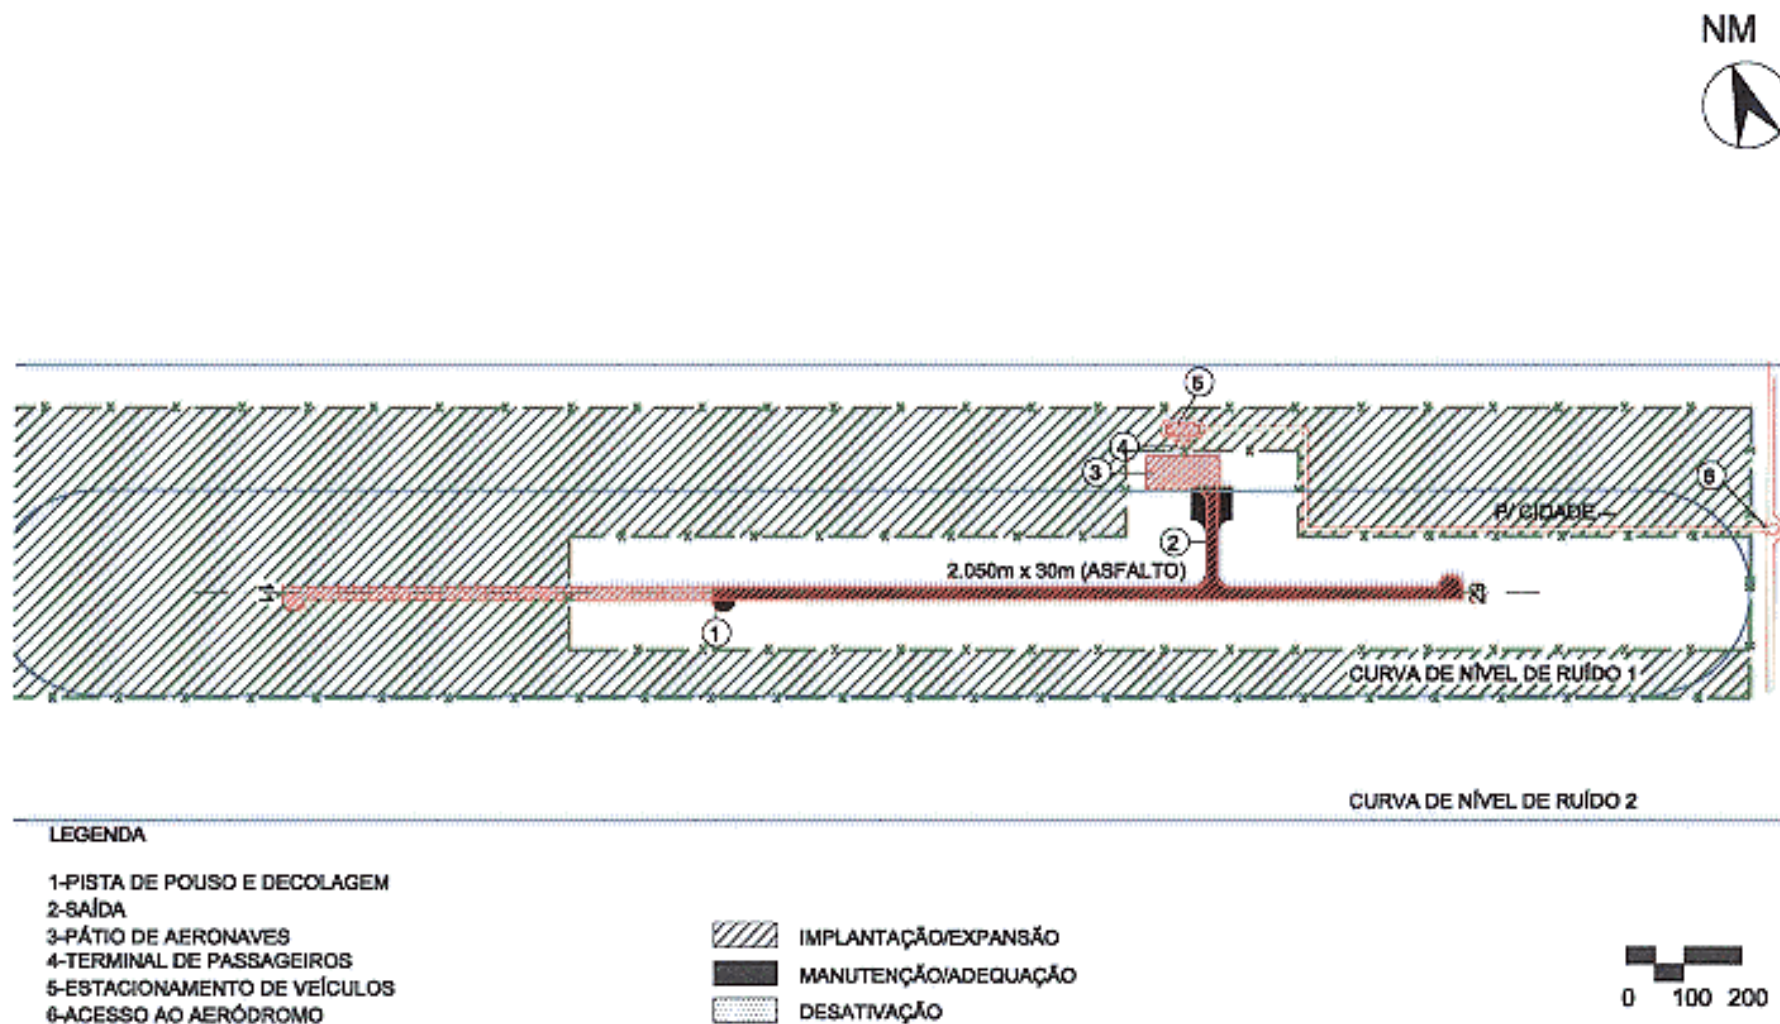 NM
5
4
3
6
P/ CIDADE
2
2.050m x 30m (ASFALTO)
1
CURVA DE NÍVEL DE RUÍDO 1
CURVA DE NÍVEL DE RUÍDO 2
LEGENDA
1-PISTA DE POUSO E DECOLAGEM
2-SAÍDA
3-PÁTIO DE AERONAVES
4-TERMINAL DE PASSAGEIROS
5-ESTACIONAMENTO DE VEÍCULOS
6-ACESSO AO AERÓDROMO
IMPLANTAÇÃO/EXPANSÃO
MANUTENÇÃO/ADEQUAÇÃO
DESATIVAÇÃO
0 100 200